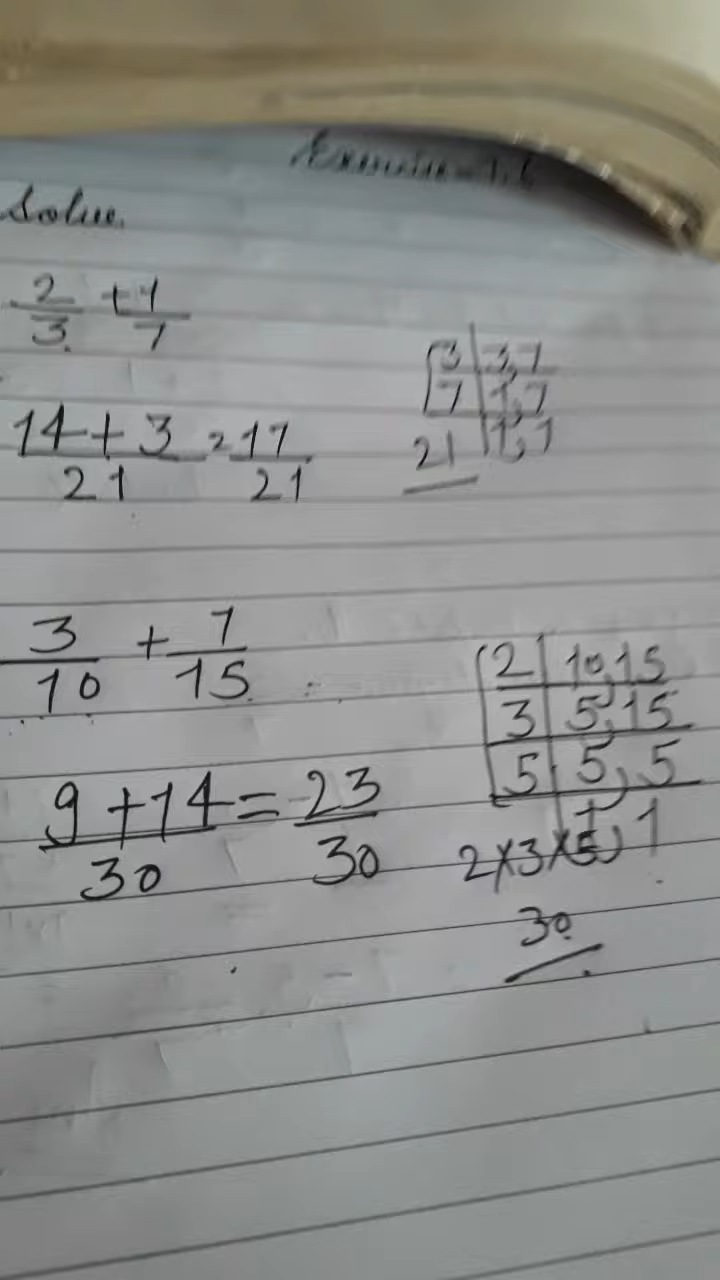 Exercise-1.1
Solve.
2/3 + 1/7
3 | 3,7
7 | 1,7
21 | 1,1
14+3/21 = 17/21
3/10 + 7/15
2 | 10,15
3 | 5,15
5 | 5,5
1,1
9+14/30 = 23/30
2×3×5
30